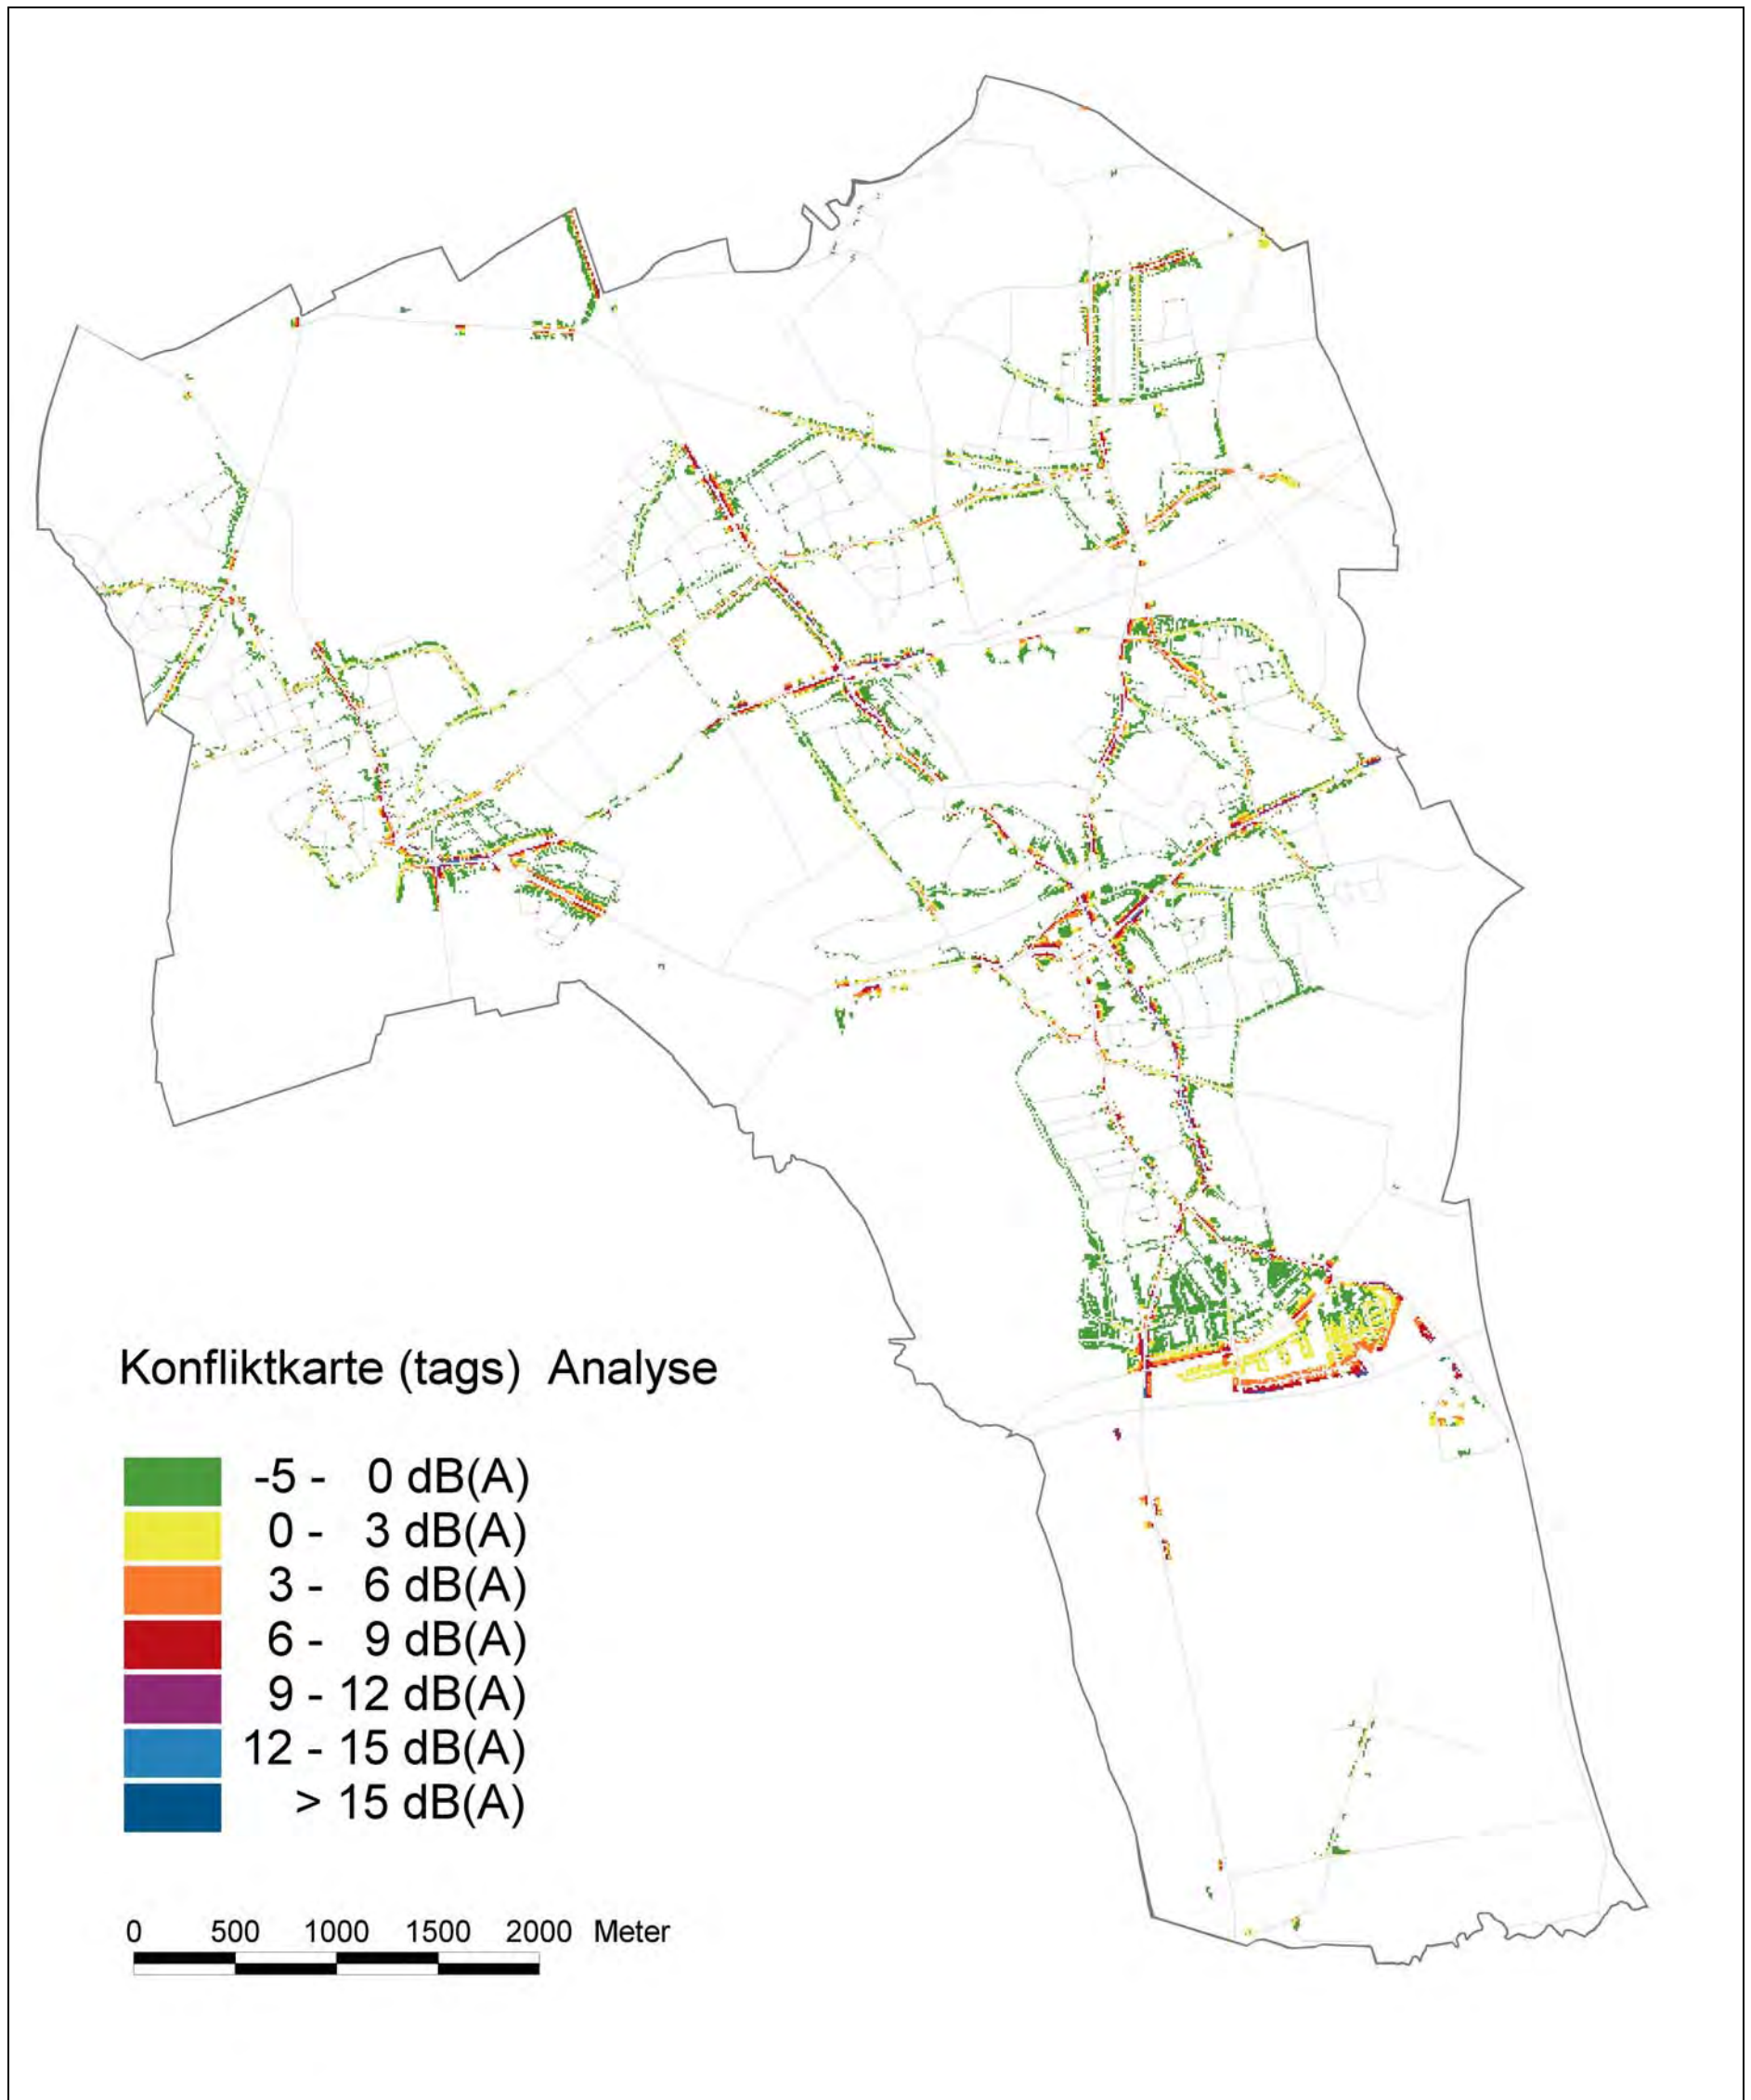 Konfliktkarte (tags) Analyse
-5 - 0 dB(A)
0 - 3 dB(A)
3 - 6 dB(A)
6 - 9 dB(A)
9 - 12 dB(A)
12 - 15 dB(A)
> 15 dB(A)
0 500 1000 1500 2000 Meter